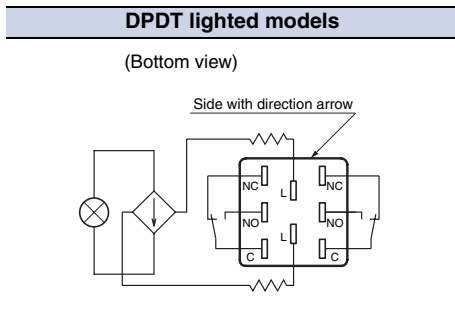 DPDT lighted models
(Bottom view)
Side with direction arrow
NC L NC
NO NO
L
C C